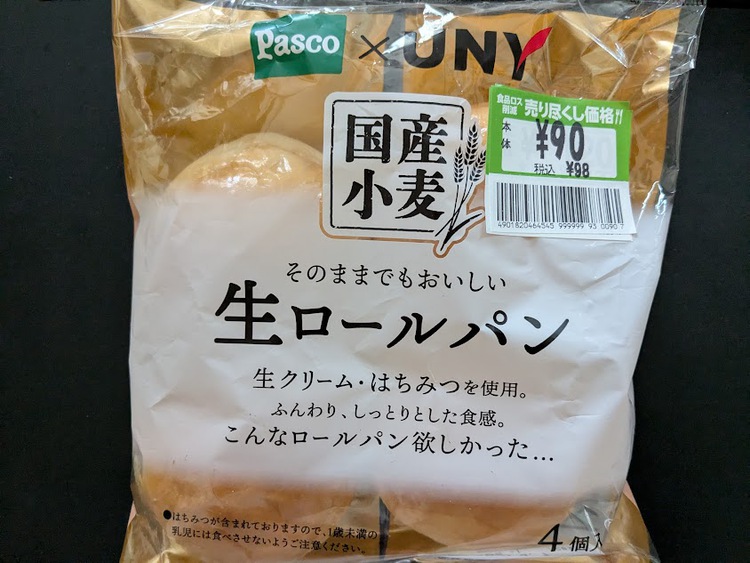 Pasco × UNY
国産
小麦
食品ロス
削減
売り尽くし価格!!
本
体
¥90
税込 ¥98
4901820464545 999999 93 0090 7
そのままでもおいしい
生ロールパン
生クリーム・はちみつを使用。
ふんわり、しっとりとした食感。
こんなロールパン欲しかった…
●はちみつが含まれておりますので、1歳未満の
乳児には食べさせないようご注意ください。
4個入